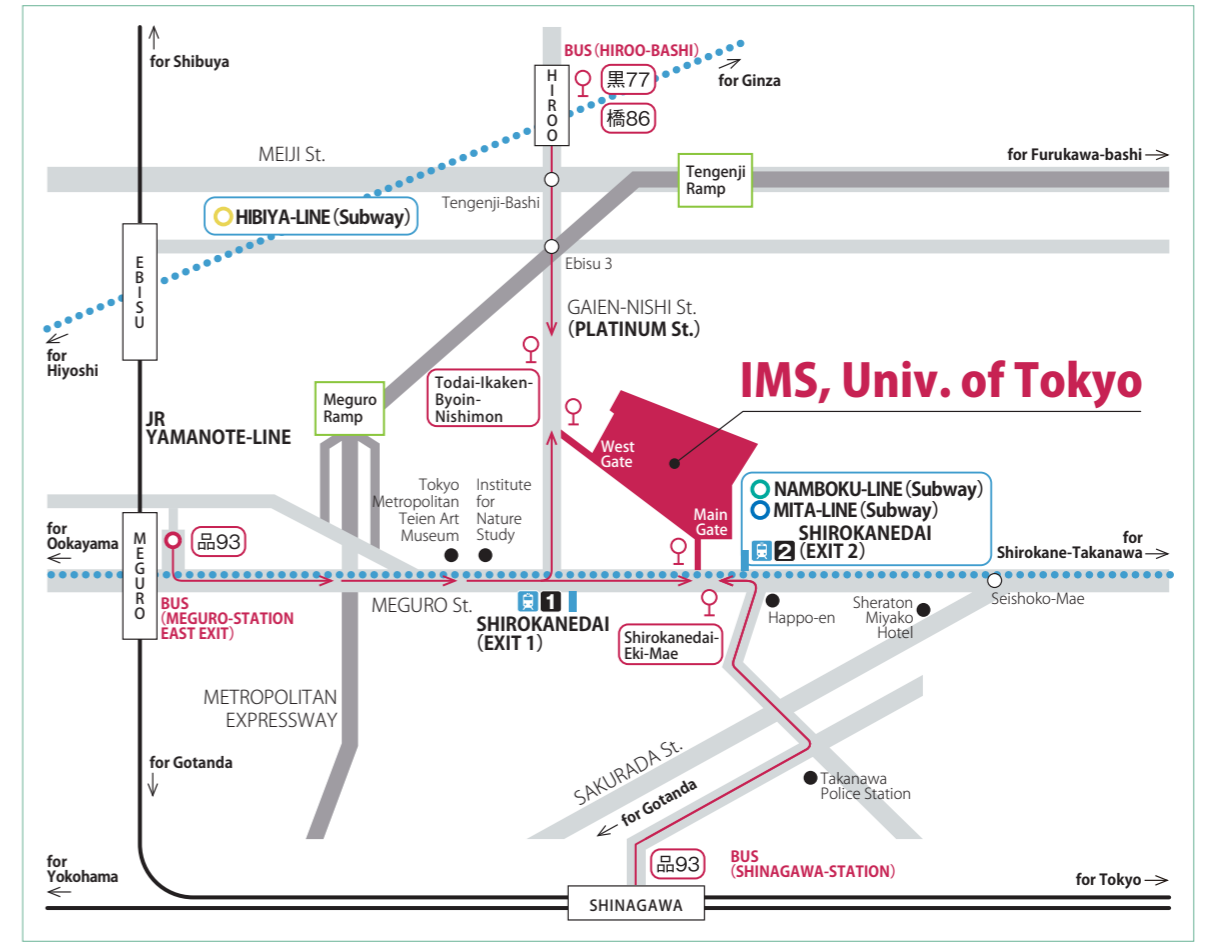 for Shibuya
BUS (HIROO-BASHI)
HIROO
黒77
橋86
for Ginza
MEIJI St.
for Furukawa-bashi
Tengenji
Ramp
Tengenji-Bashi
HIBIYA-LINE (Subway)
EBISU
Ebisu 3
GAIEN-NISHI St.
(PLATINUM St.)
for
Hiyoshi
IMS, Univ. of Tokyo
Meguro
Ramp
Todai-Ikaken-
Byoin-
Nishimon
JR
YAMANOTE-LINE
West
Gate
Tokyo
Metropolitan
Teien Art
Museum
Institute
for
Nature
Study
NAMBOKU-LINE (Subway)
MITA-LINE (Subway)
SHIROKANEDAI
2 (EXIT 2)
Main
Gate
for
Ookayama
MEGURO
品93
for
Shirokane-Takanawa
BUS
(MEGURO-STATION
EAST EXIT)
MEGURO St.
1
SHIROKANEDAI
(EXIT 1)
Shirokanedai-
Eki-Mae
Happo-en
Sheraton
Miyako
Hotel
Seishoko-Mae
METROPOLITAN
EXPRESSWAY
for Gotanda
SAKURADA St.
for Gotanda
Takanawa
Police Station
for
Yokohama
品93
BUS
(SHINAGAWA-STATION)
for Tokyo
SHINAGAWA